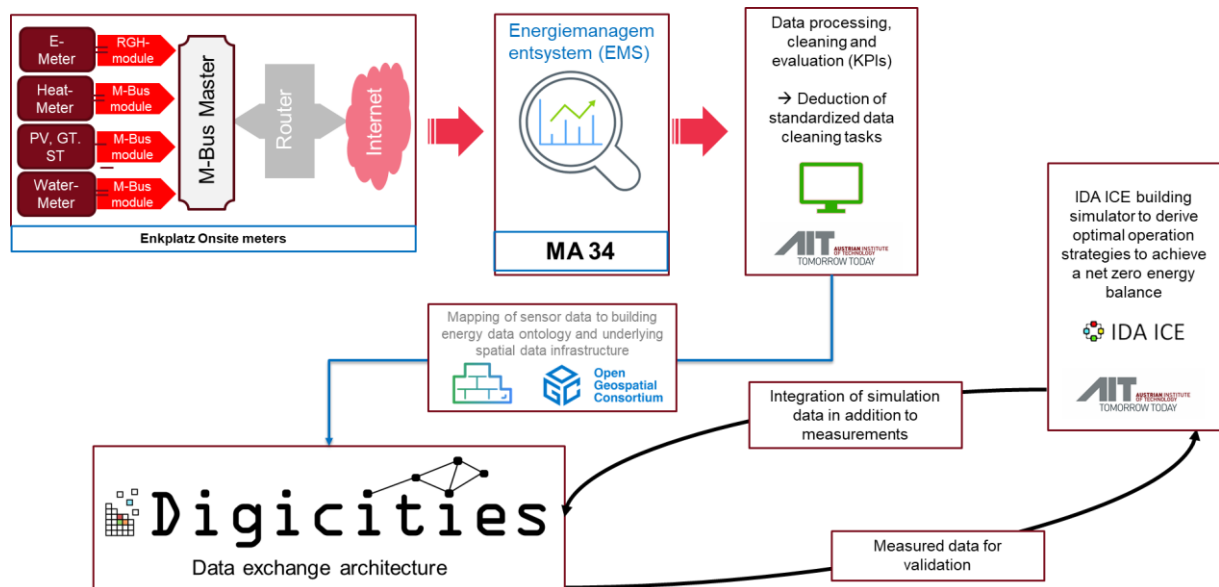 E-
Meter
RGH-
module
Heat-
Meter
M-Bus
module
PV, GT.
ST
M-Bus
module
Water-
Meter
M-Bus
module
M-Bus Master
Router
Internet
Enkplatz Onsite meters
Energiemanagem
entsystem (EMS)
MA 34
Data processing,
cleaning and
evaluation (KPIs)
→ Deduction of
standardized data
cleaning tasks
AIT AUSTRIAN INSTITUTE
OF TECHNOLOGY
TOMORROW TODAY
IDA ICE building
simulator to derive
optimal operation
strategies to achieve
a net zero energy
balance
IDA ICE
AIT AUSTRIAN INSTITUTE
OF TECHNOLOGY
TOMORROW TODAY
Mapping of sensor data to building
energy data ontology and underlying
spatial data infrastructure
OGC
Open
Geospatial
Consortium
Integration of simulation
data in addition to
measurements
Digicities
Data exchange architecture
Measured data for
validation